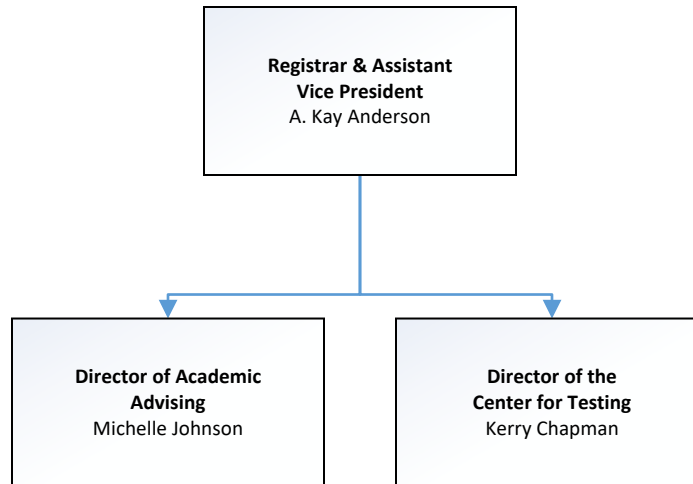 Registrar & Assistant
Vice President
A. Kay Anderson
Director of Academic
Advising
Michelle Johnson
Director of the
Center for Testing
Kerry Chapman